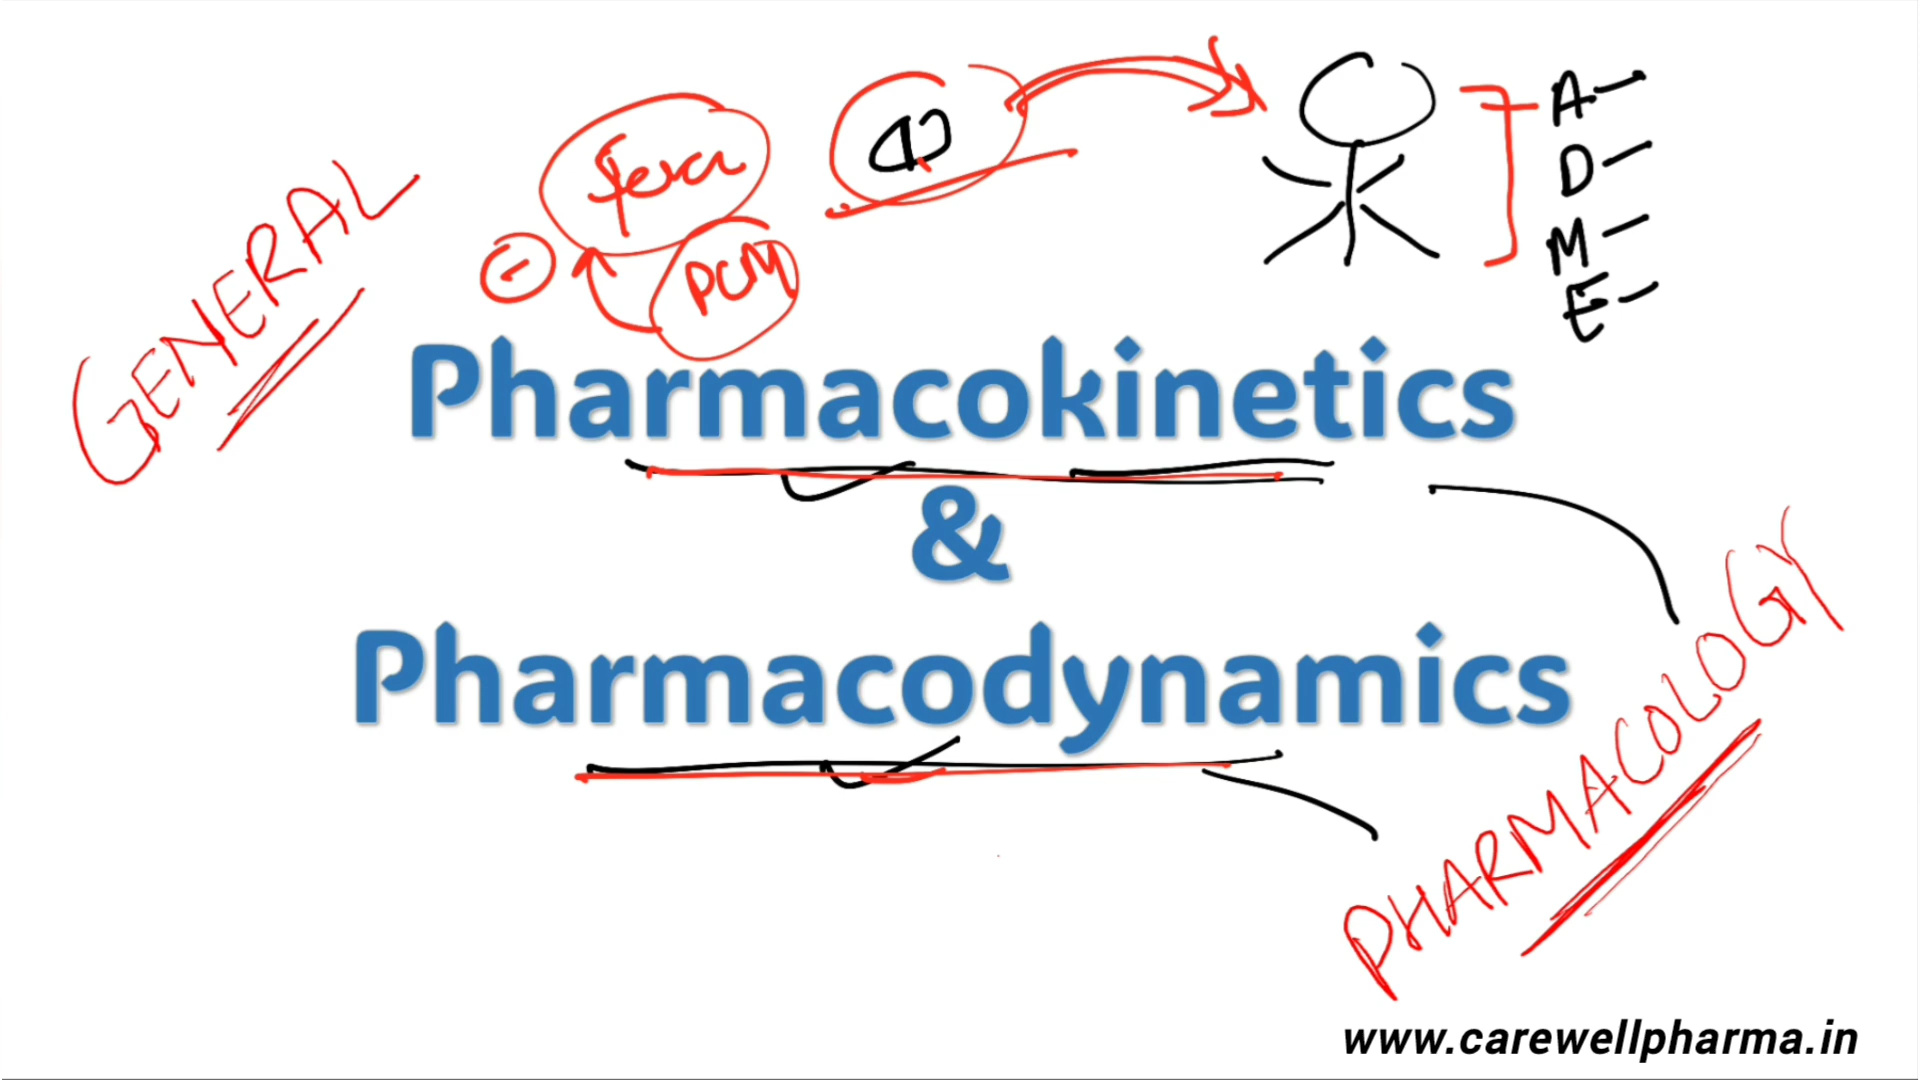 GENERAL
PCM
A
D
M
E
Pharmacokinetics
&
Pharmacodynamics
PHARMACOLOGY
www.carewellpharma.in